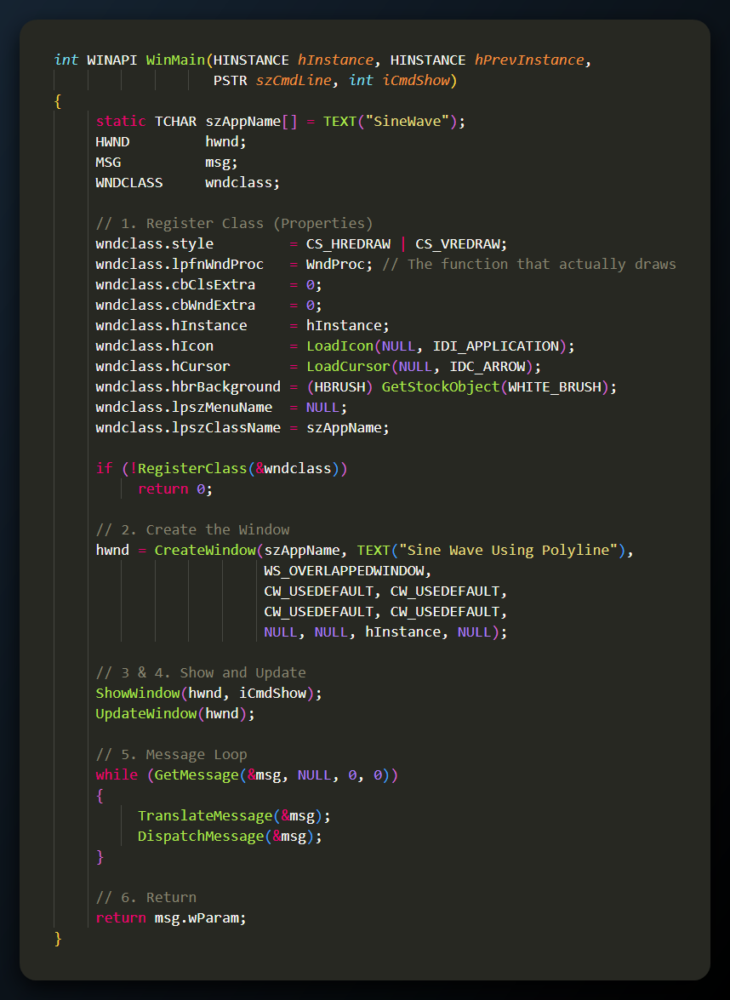 int WINAPI WinMain(HINSTANCE hInstance, HINSTANCE hPrevInstance,
                   PSTR szCmdLine, int iCmdShow)
{
     static TCHAR szAppName[] = TEXT("SineWave");
     HWND         hwnd;
     MSG          msg;
     WNDCLASS     wndclass;

     // 1. Register Class (Properties)
     wndclass.style         = CS_HREDRAW | CS_VREDRAW;
     wndclass.lpfnWndProc   = WndProc; // The function that actually draws
     wndclass.cbClsExtra    = 0;
     wndclass.cbWndExtra    = 0;
     wndclass.hInstance     = hInstance;
     wndclass.hIcon         = LoadIcon(NULL, IDI_APPLICATION);
     wndclass.hCursor       = LoadCursor(NULL, IDC_ARROW);
     wndclass.hbrBackground = (HBRUSH) GetStockObject(WHITE_BRUSH);
     wndclass.lpszMenuName  = NULL;
     wndclass.lpszClassName = szAppName;

     if (!RegisterClass(&wndclass))
          return 0;

     // 2. Create the Window
     hwnd = CreateWindow(szAppName, TEXT("Sine Wave Using Polyline"),
                         WS_OVERLAPPEDWINDOW,
                         CW_USEDEFAULT, CW_USEDEFAULT,
                         CW_USEDEFAULT, CW_USEDEFAULT,
                         NULL, NULL, hInstance, NULL);

     // 3 & 4. Show and Update
     ShowWindow(hwnd, iCmdShow);
     UpdateWindow(hwnd);

     // 5. Message Loop
     while (GetMessage(&msg, NULL, 0, 0))
     {
          TranslateMessage(&msg);
          DispatchMessage(&msg);
     }

     // 6. Return
     return msg.wParam;
}